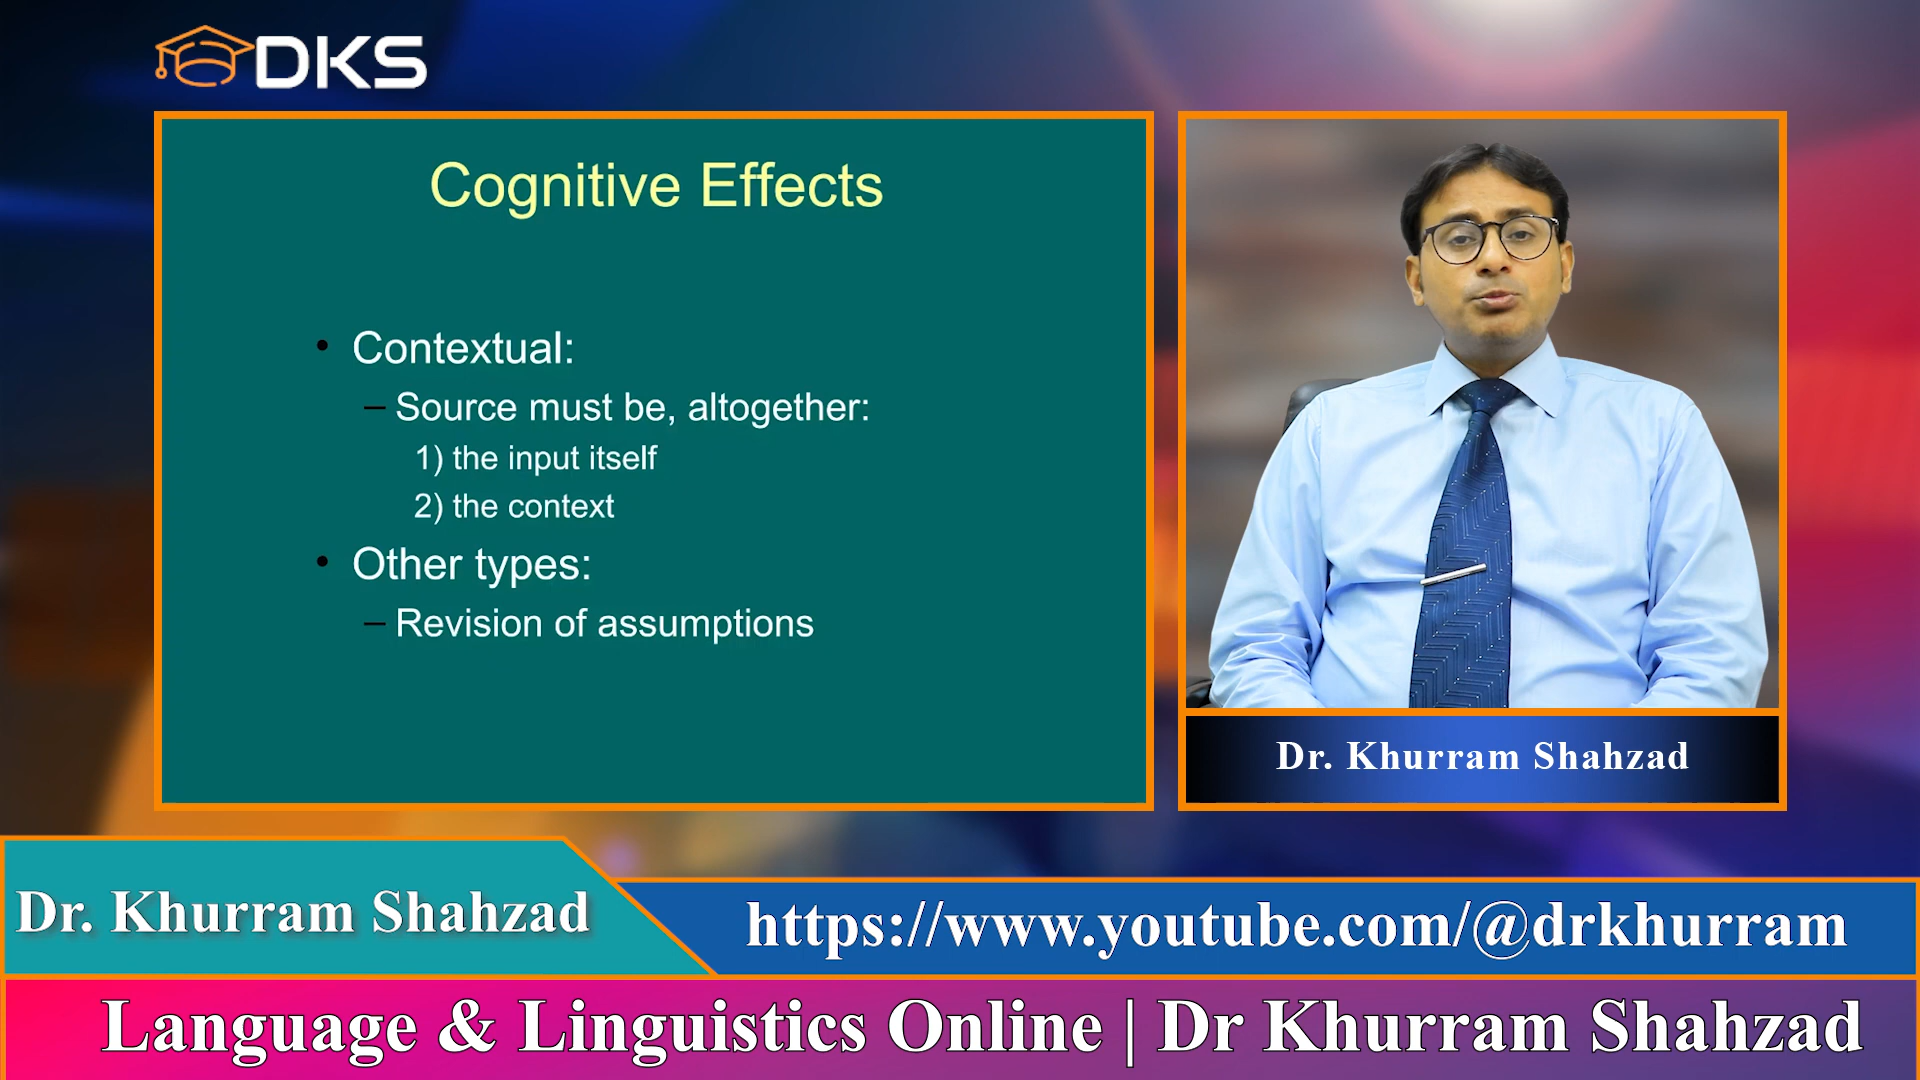 DKS
Cognitive Effects
• Contextual:
– Source must be, altogether:
1) the input itself
2) the context
• Other types:
– Revision of assumptions
Dr. Khurram Shahzad
Dr. Khurram Shahzad
https://www.youtube.com/@drkhurram
Language & Linguistics Online | Dr Khurram Shahzad